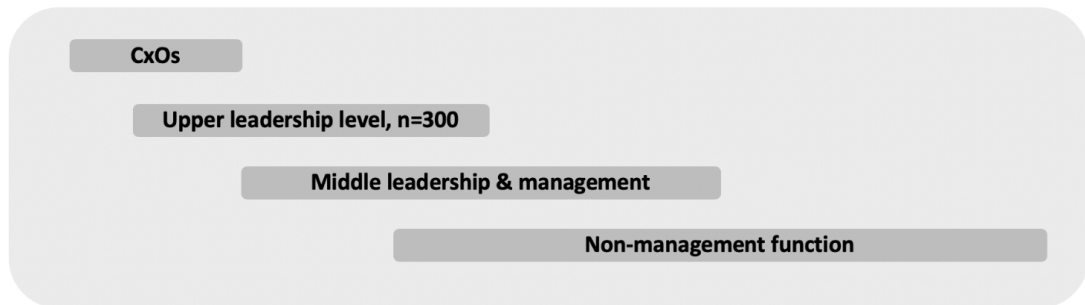 CxOs
Upper leadership level, n=300
Middle leadership & management
Non-management function